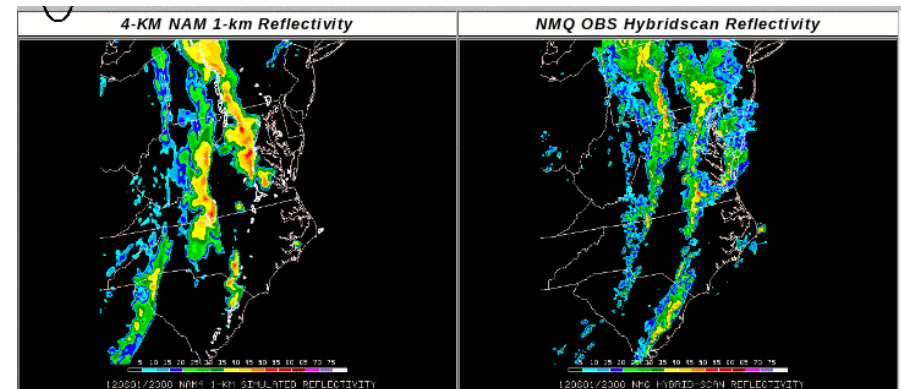 4-KM NAM 1-km Reflectivity
NMQ OBS Hybridscan Reflectivity
5 10 15 20 25 30 35 40 45 50 55 60 65 70 75
5 10 15 20 25 30 35 40 45 50 55 60 65 70 75
120601/2300 NAM4 1-KM SIMULATED REFLECTIVITY
120601/2300 NMQ HYBRID-SCAN REFLECTIVITY